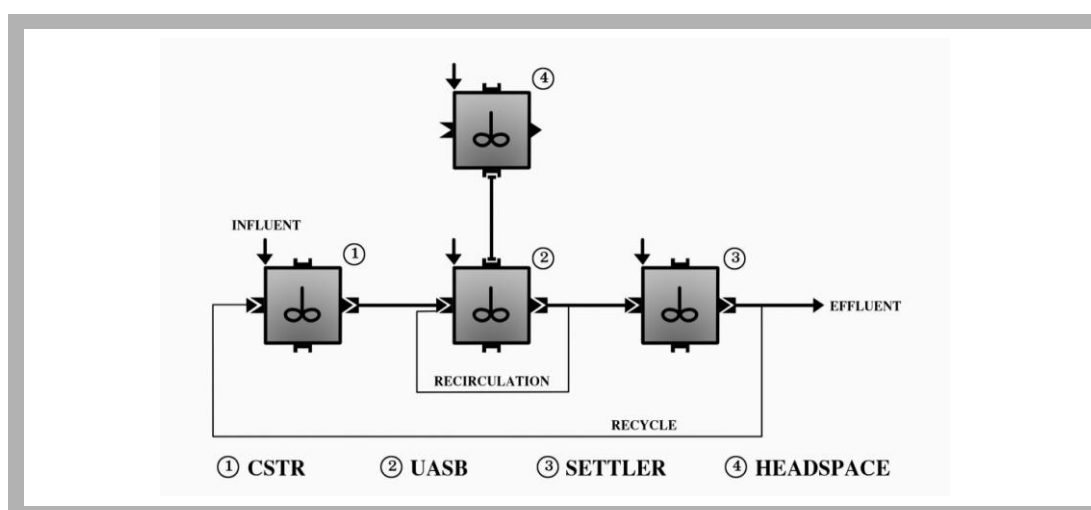 ④
INFLUENT
① ② ③
EFFLUENT
RECIRCULATION
RECYCLE
① CSTR ② UASB ③ SETTLER ④ HEADSPACE